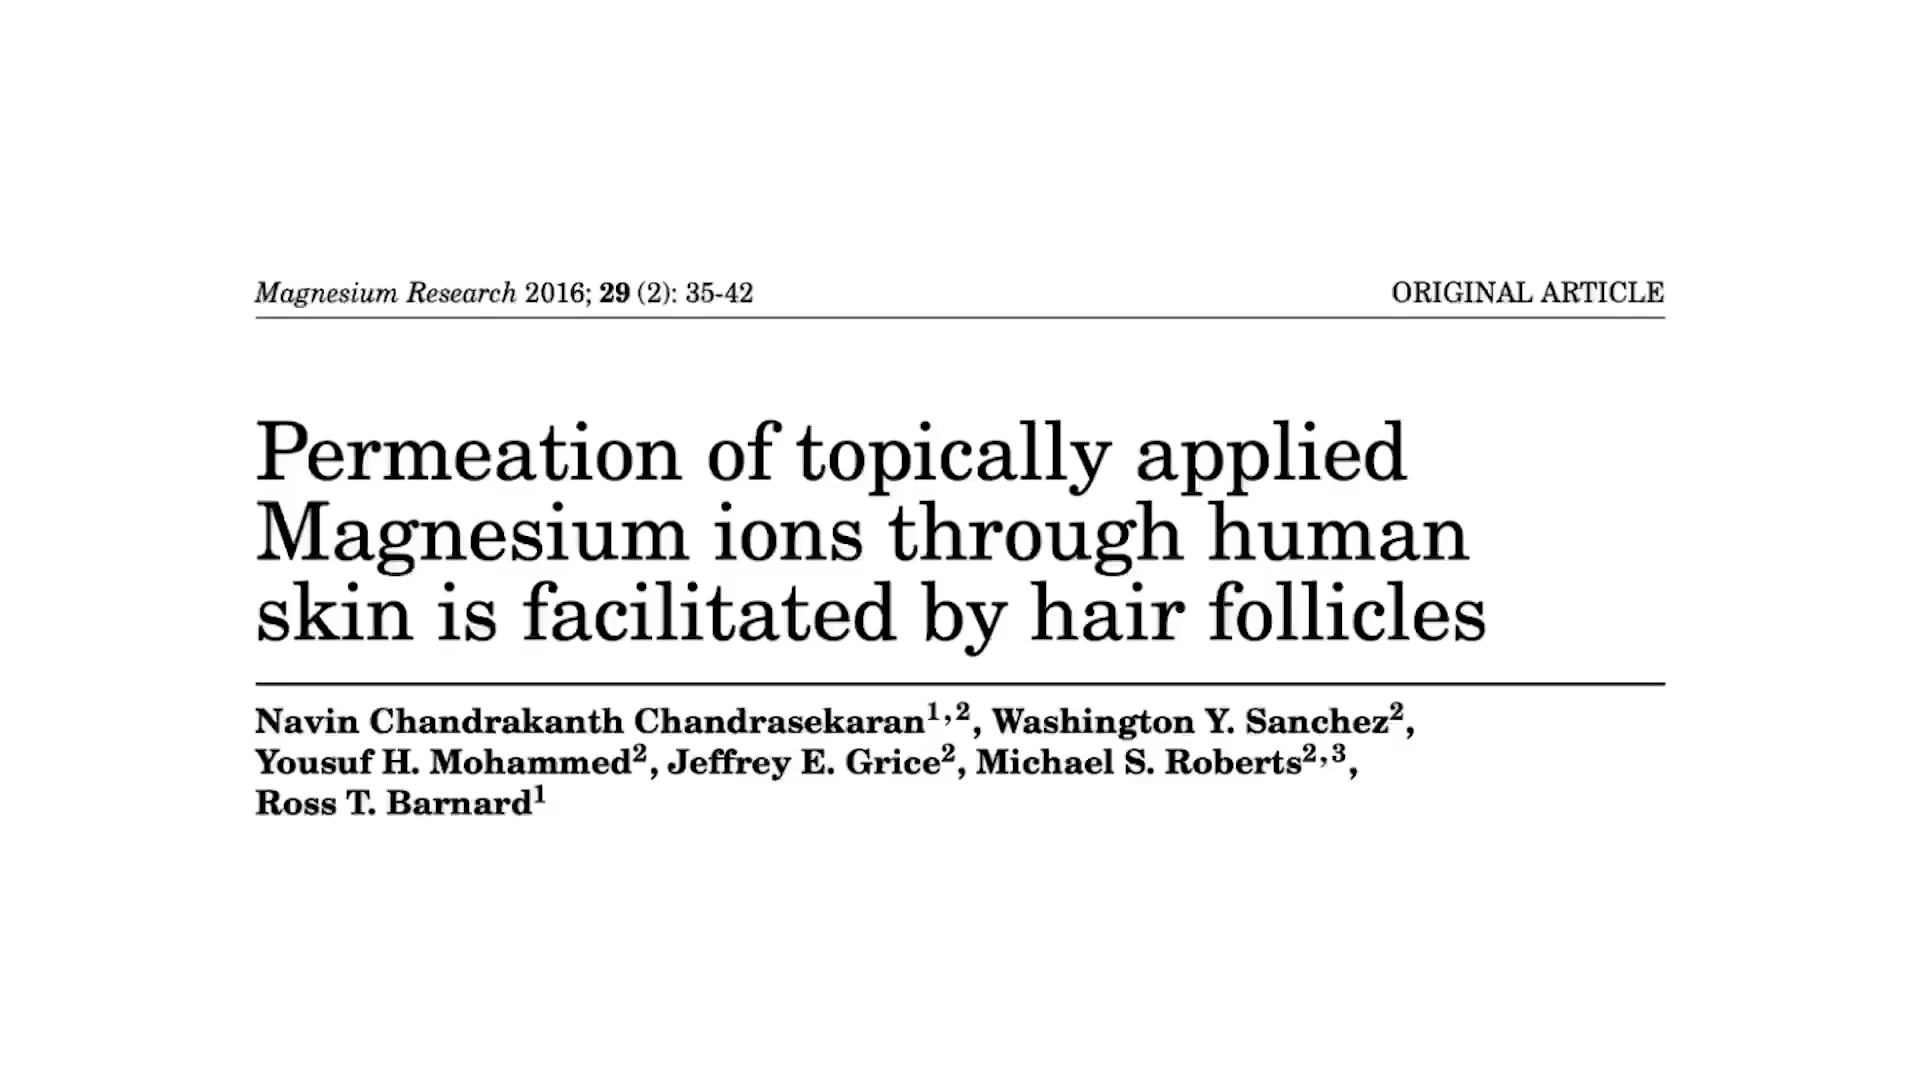 Magnesium Research 2016; 29 (2): 35-42
ORIGINAL ARTICLE
Permeation of topically applied
Magnesium ions through human
skin is facilitated by hair follicles
Navin Chandrakanth Chandrasekaran1,2, Washington Y. Sanchez2,
Yousuf H. Mohammed2, Jeffrey E. Grice2, Michael S. Roberts2,3,
Ross T. Barnard1